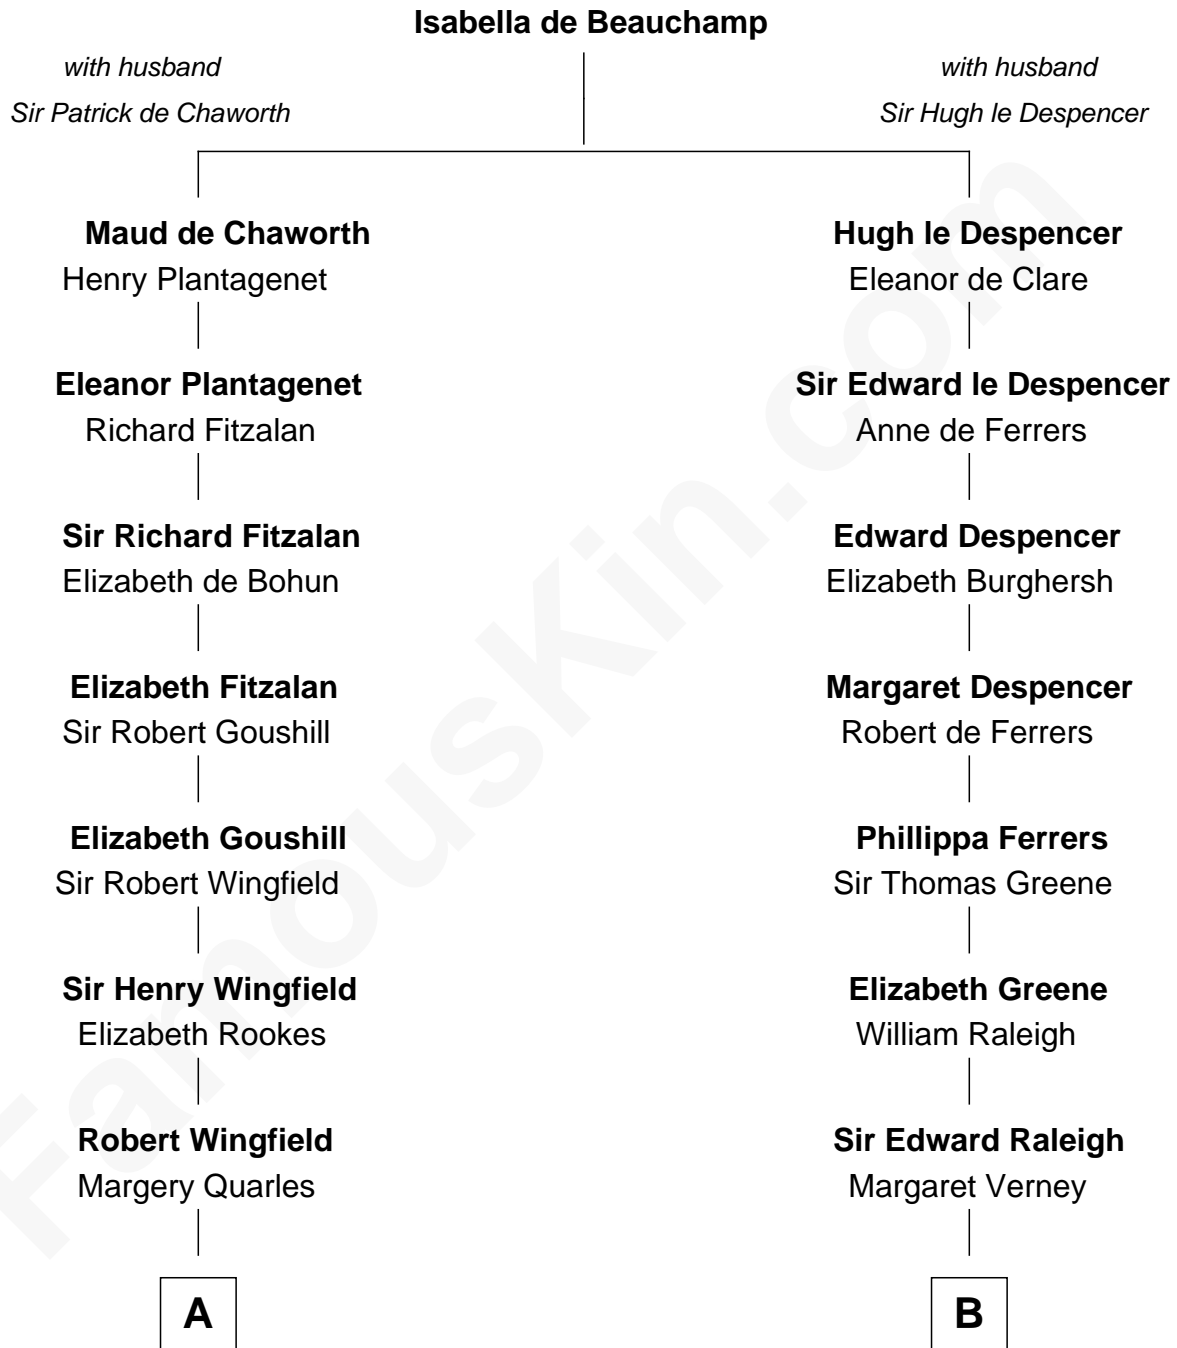 Isabella de Beauchamp
with husband
Sir Patrick de Chaworth
with husband
Sir Hugh le Despencer
Maud de Chaworth
Henry Plantagenet
Hugh le Despencer
Eleanor de Clare
Eleanor Plantagenet
Richard Fitzalan
Sir Edward le Despencer
Anne de Ferrers
Sir Richard Fitzalan
Elizabeth de Bohun
Edward Despencer
Elizabeth Burghersh
Elizabeth Fitzalan
Sir Robert Goushill
Margaret Despencer
Robert de Ferrers
Elizabeth Goushill
Sir Robert Wingfield
Phillippa Ferrers
Sir Thomas Greene
Sir Henry Wingfield
Elizabeth Rookes
Elizabeth Greene
William Raleigh
Robert Wingfield
Margery Quarles
Sir Edward Raleigh
Margaret Verney
A
B
FamousKin.com